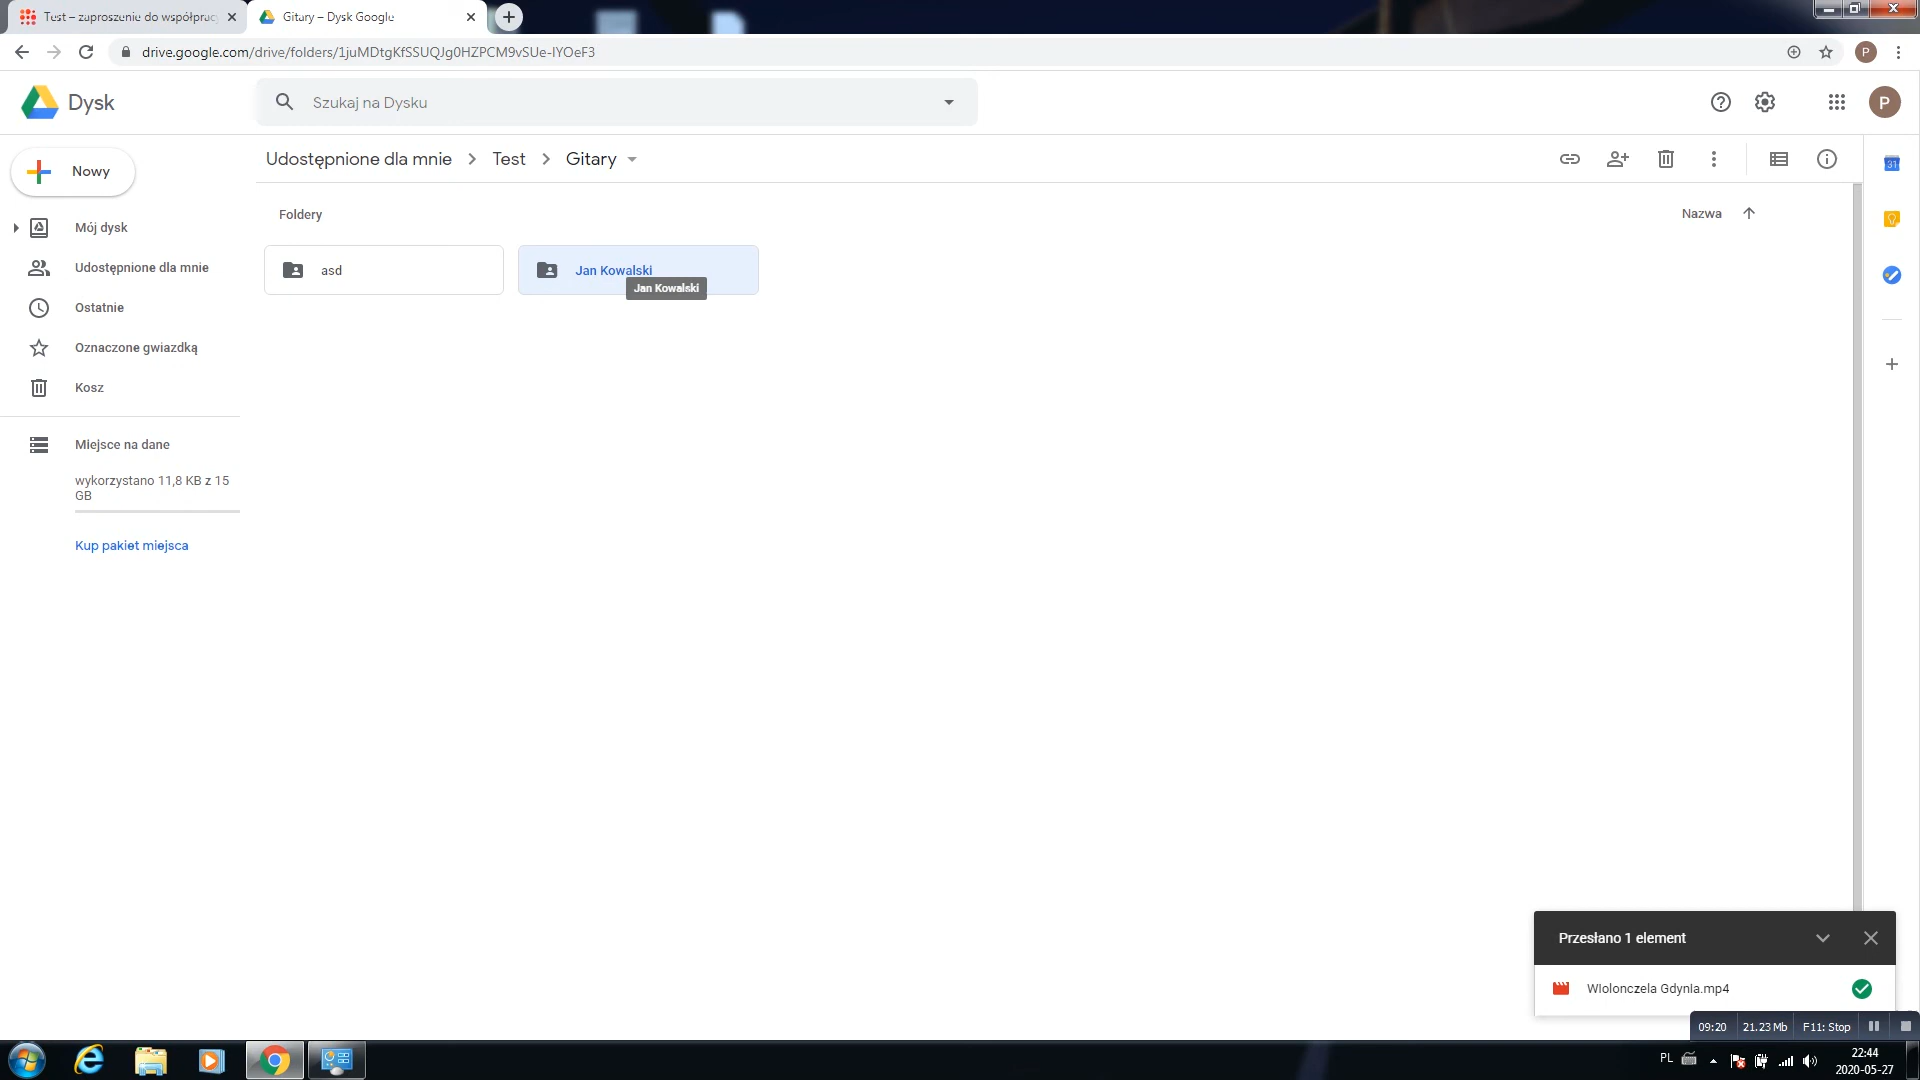 Test – zaproszenie do współpracy
Gitary – Dysk Google
drive.google.com/drive/folders/1juMDtgKfSSUQJg0HZPCM9vSUe-IYOeF3
P
Dysk
Szukaj na Dysku
P
Nowy
Udostępnione dla mnie > Test > Gitary
31
Foldery
Nazwa
Mój dysk
asd
Jan Kowalski
Jan Kowalski
Udostępnione dla mnie
Ostatnie
Oznaczone gwiazdką
Kosz
Miejsce na dane
wykorzystano 11,8 KB z 15
GB
Kup pakiet miejsca
Przesłano 1 element
Wiolonczela Gdynia.mp4
09:20 21.23 Mb F11: Stop
PL
22:44
2020-05-27